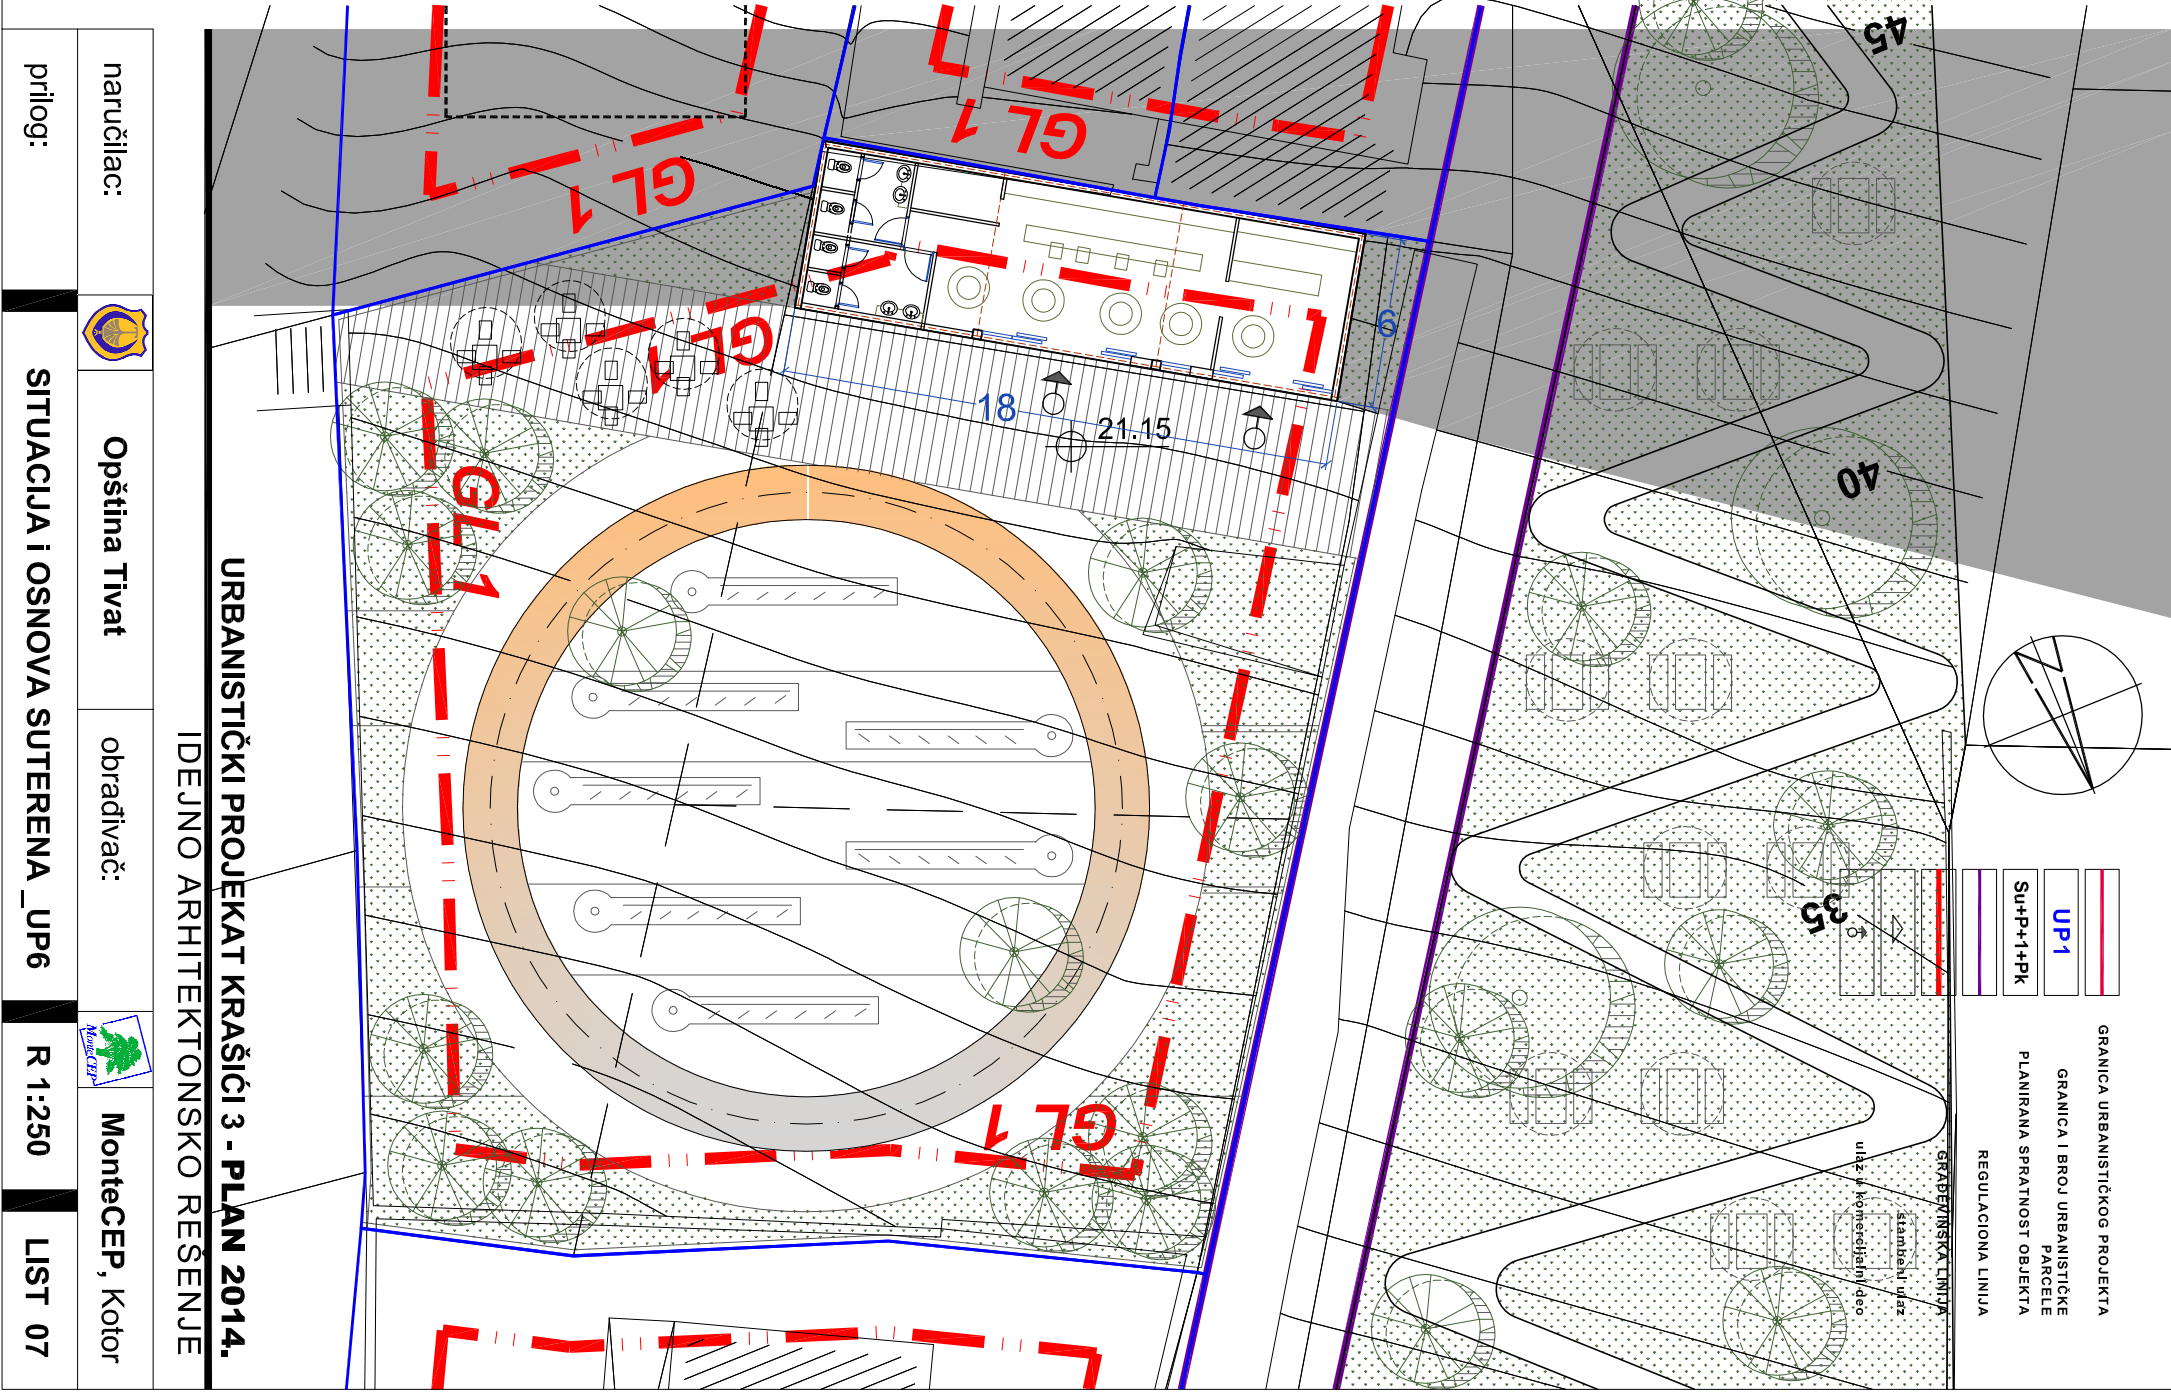 naručilac:
Opština Tivat
obrađivač:
MonteCEP
MonteCEP, Kotor
prilog:
SITUACIJA i OSNOVA SUTERENA _UP6
R 1:250
LIST 07
URBANISTIČKI PROJEKAT KRAŠIĆI 3 - PLAN 2014.
IDEJNO ARHITEKTONSKO REŠENJE
GL 1
GL 1
GL 1
GL 1
GL 1
18
6
21.15
45
40
35
GRANICA URBANISTIČKOG PROJEKTA
UP1
GRANICA I BROJ URBANISTIČKE
PARCELE
Su+P+1+Pk
PLANIRANA SPRATNOST OBJEKTA
REGULACIONA LINIJA
GRAĐEVINSKA LINIJA
stambeni ulaz
ulaz u komercijalni deo